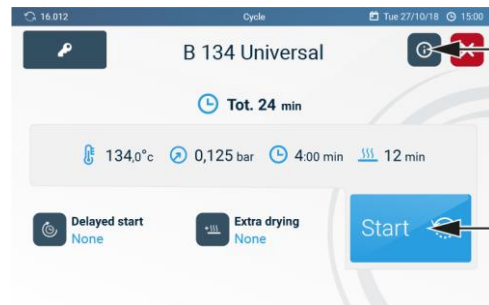 16.012 Cycle Tue 27/10/18 15:00
B 134 Universal
Tot. 24 min
134,0°c 0,125 bar 4:00 min 12 min
Delayed start
None
Extra drying
None
Start